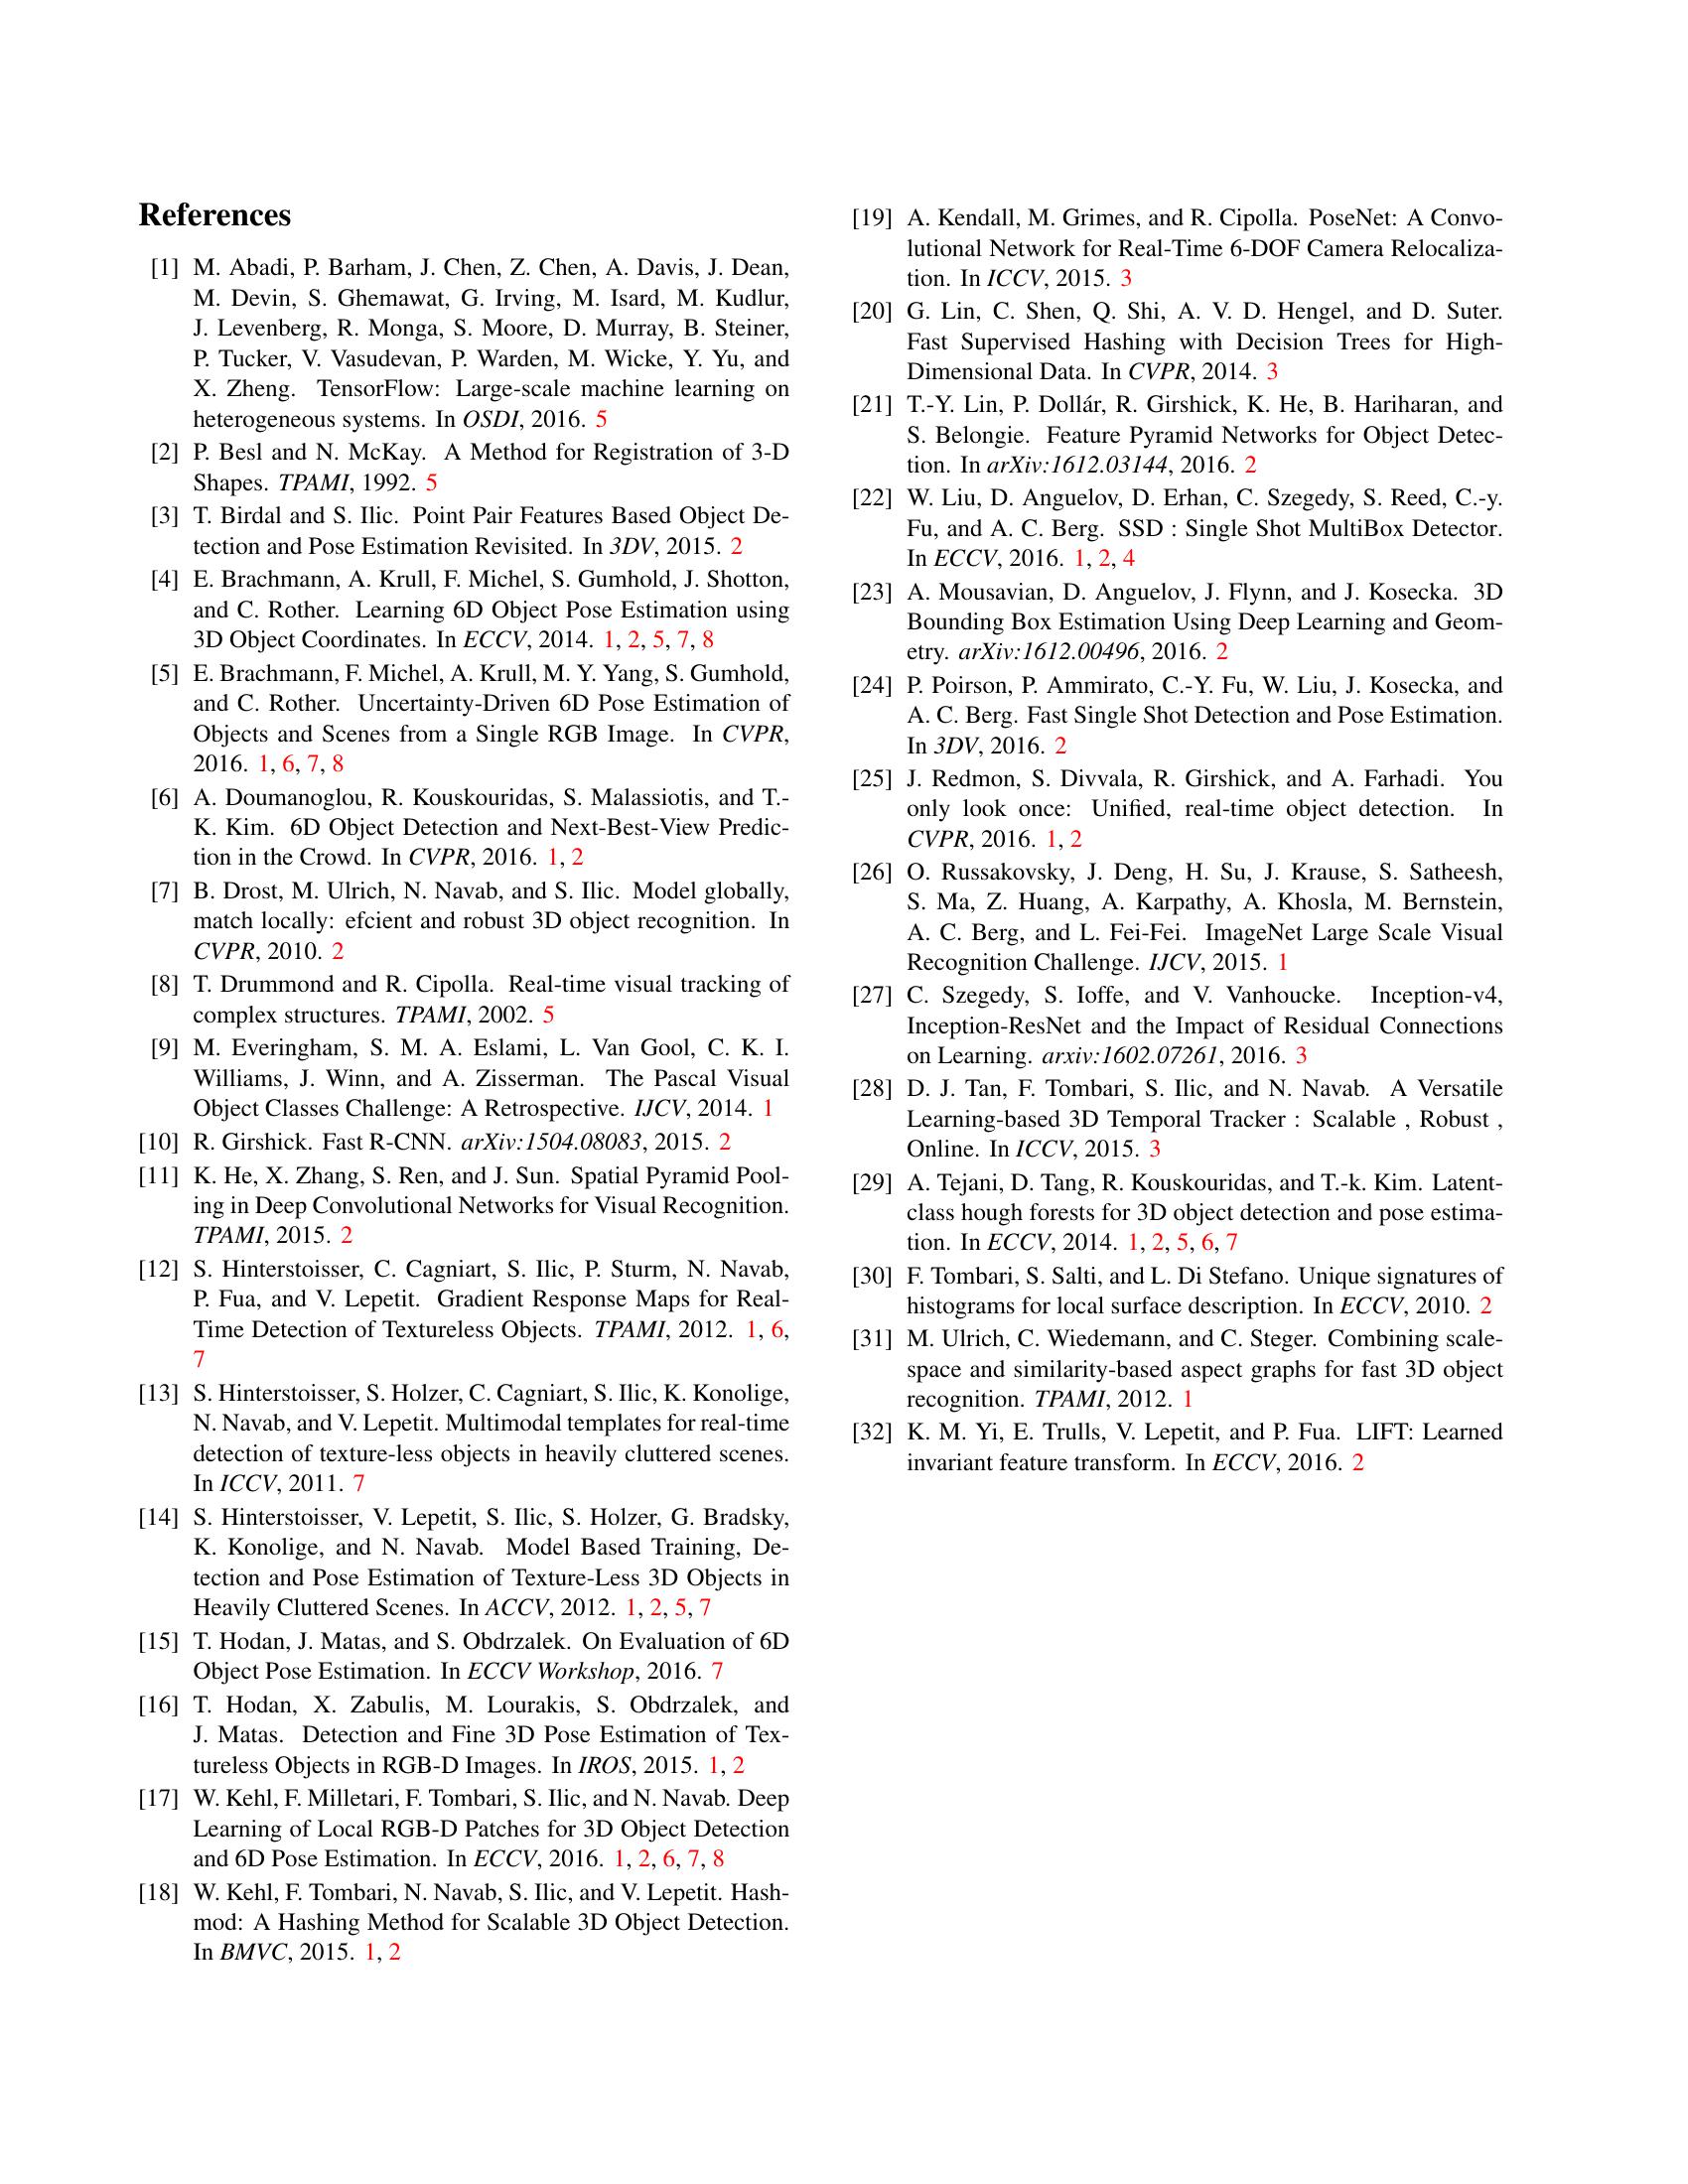 References
[1] M. Abadi, P. Barham, J. Chen, Z. Chen, A. Davis, J. Dean,
M. Devin, S. Ghemawat, G. Irving, M. Isard, M. Kudlur,
J. Levenberg, R. Monga, S. Moore, D. Murray, B. Steiner,
P. Tucker, V. Vasudevan, P. Warden, M. Wicke, Y. Yu, and
X. Zheng. TensorFlow: Large-scale machine learning on
heterogeneous systems. In OSDI, 2016. 5
[2] P. Besl and N. McKay. A Method for Registration of 3-D
Shapes. TPAMI, 1992. 5
[3] T. Birdal and S. Ilic. Point Pair Features Based Object De-
tection and Pose Estimation Revisited. In 3DV, 2015. 2
[4] E. Brachmann, A. Krull, F. Michel, S. Gumhold, J. Shotton,
and C. Rother. Learning 6D Object Pose Estimation using
3D Object Coordinates. In ECCV, 2014. 1, 2, 5, 7, 8
[5] E. Brachmann, F. Michel, A. Krull, M. Y. Yang, S. Gumhold,
and C. Rother. Uncertainty-Driven 6D Pose Estimation of
Objects and Scenes from a Single RGB Image. In CVPR,
2016. 1, 6, 7, 8
[6] A. Doumanoglou, R. Kouskouridas, S. Malassiotis, and T.-
K. Kim. 6D Object Detection and Next-Best-View Predic-
tion in the Crowd. In CVPR, 2016. 1, 2
[7] B. Drost, M. Ulrich, N. Navab, and S. Ilic. Model globally,
match locally: efcient and robust 3D object recognition. In
CVPR, 2010. 2
[8] T. Drummond and R. Cipolla. Real-time visual tracking of
complex structures. TPAMI, 2002. 5
[9] M. Everingham, S. M. A. Eslami, L. Van Gool, C. K. I.
Williams, J. Winn, and A. Zisserman. The Pascal Visual
Object Classes Challenge: A Retrospective. IJCV, 2014. 1
[10] R. Girshick. Fast R-CNN. arXiv:1504.08083, 2015. 2
[11] K. He, X. Zhang, S. Ren, and J. Sun. Spatial Pyramid Pool-
ing in Deep Convolutional Networks for Visual Recognition.
TPAMI, 2015. 2
[12] S. Hinterstoisser, C. Cagniart, S. Ilic, P. Sturm, N. Navab,
P. Fua, and V. Lepetit. Gradient Response Maps for Real-
Time Detection of Textureless Objects. TPAMI, 2012. 1, 6,
7
[13] S. Hinterstoisser, S. Holzer, C. Cagniart, S. Ilic, K. Konolige,
N. Navab, and V. Lepetit. Multimodal templates for real-time
detection of texture-less objects in heavily cluttered scenes.
In ICCV, 2011. 7
[14] S. Hinterstoisser, V. Lepetit, S. Ilic, S. Holzer, G. Bradsky,
K. Konolige, and N. Navab. Model Based Training, De-
tection and Pose Estimation of Texture-Less 3D Objects in
Heavily Cluttered Scenes. In ACCV, 2012. 1, 2, 5, 7
[15] T. Hodan, J. Matas, and S. Obdrzalek. On Evaluation of 6D
Object Pose Estimation. In ECCV Workshop, 2016. 7
[16] T. Hodan, X. Zabulis, M. Lourakis, S. Obdrzalek, and
J. Matas. Detection and Fine 3D Pose Estimation of Tex-
tureless Objects in RGB-D Images. In IROS, 2015. 1, 2
[17] W. Kehl, F. Milletari, F. Tombari, S. Ilic, and N. Navab. Deep
Learning of Local RGB-D Patches for 3D Object Detection
and 6D Pose Estimation. In ECCV, 2016. 1, 2, 6, 7, 8
[18] W. Kehl, F. Tombari, N. Navab, S. Ilic, and V. Lepetit. Hash-
mod: A Hashing Method for Scalable 3D Object Detection.
In BMVC, 2015. 1, 2
[19] A. Kendall, M. Grimes, and R. Cipolla. PoseNet: A Convo-
lutional Network for Real-Time 6-DOF Camera Relocaliza-
tion. In ICCV, 2015. 3
[20] G. Lin, C. Shen, Q. Shi, A. V. D. Hengel, and D. Suter.
Fast Supervised Hashing with Decision Trees for High-
Dimensional Data. In CVPR, 2014. 3
[21] T.-Y. Lin, P. Dollár, R. Girshick, K. He, B. Hariharan, and
S. Belongie. Feature Pyramid Networks for Object Detec-
tion. In arXiv:1612.03144, 2016. 2
[22] W. Liu, D. Anguelov, D. Erhan, C. Szegedy, S. Reed, C.-y.
Fu, and A. C. Berg. SSD : Single Shot MultiBox Detector.
In ECCV, 2016. 1, 2, 4
[23] A. Mousavian, D. Anguelov, J. Flynn, and J. Kosecka. 3D
Bounding Box Estimation Using Deep Learning and Geom-
etry. arXiv:1612.00496, 2016. 2
[24] P. Poirson, P. Ammirato, C.-Y. Fu, W. Liu, J. Kosecka, and
A. C. Berg. Fast Single Shot Detection and Pose Estimation.
In 3DV, 2016. 2
[25] J. Redmon, S. Divvala, R. Girshick, and A. Farhadi. You
only look once: Unified, real-time object detection. In
CVPR, 2016. 1, 2
[26] O. Russakovsky, J. Deng, H. Su, J. Krause, S. Satheesh,
S. Ma, Z. Huang, A. Karpathy, A. Khosla, M. Bernstein,
A. C. Berg, and L. Fei-Fei. ImageNet Large Scale Visual
Recognition Challenge. IJCV, 2015. 1
[27] C. Szegedy, S. Ioffe, and V. Vanhoucke. Inception-v4,
Inception-ResNet and the Impact of Residual Connections
on Learning. arxiv:1602.07261, 2016. 3
[28] D. J. Tan, F. Tombari, S. Ilic, and N. Navab. A Versatile
Learning-based 3D Temporal Tracker : Scalable , Robust ,
Online. In ICCV, 2015. 3
[29] A. Tejani, D. Tang, R. Kouskouridas, and T.-k. Kim. Latent-
class hough forests for 3D object detection and pose estima-
tion. In ECCV, 2014. 1, 2, 5, 6, 7
[30] F. Tombari, S. Salti, and L. Di Stefano. Unique signatures of
histograms for local surface description. In ECCV, 2010. 2
[31] M. Ulrich, C. Wiedemann, and C. Steger. Combining scale-
space and similarity-based aspect graphs for fast 3D object
recognition. TPAMI, 2012. 1
[32] K. M. Yi, E. Trulls, V. Lepetit, and P. Fua. LIFT: Learned
invariant feature transform. In ECCV, 2016. 2